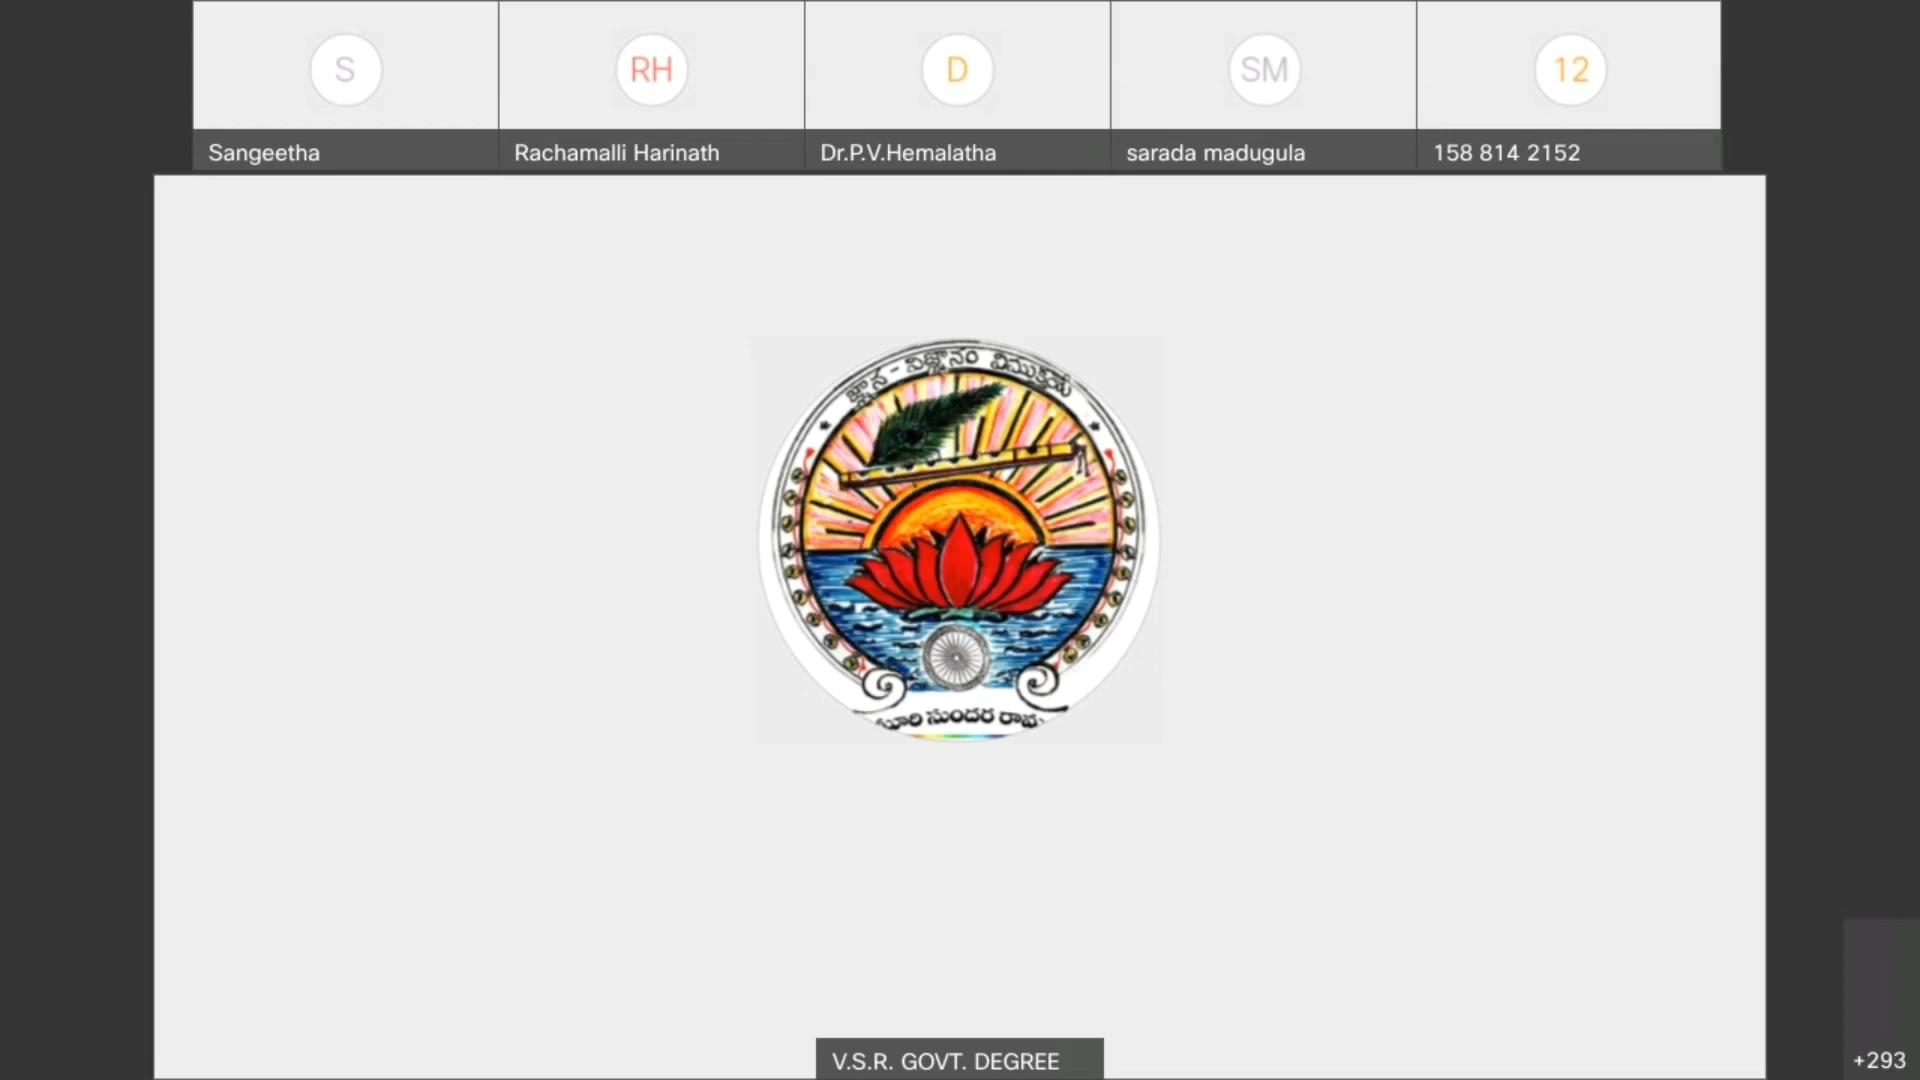 S
RH
D
SM
12
Sangeetha
Rachamalli Harinath
Dr.P.V.Hemalatha
sarada madugula
158 814 2152
జ్ఞాన - విజ్ఞానం విముక్తయే
సుందర
V.S.R. GOVT. DEGREE
+293